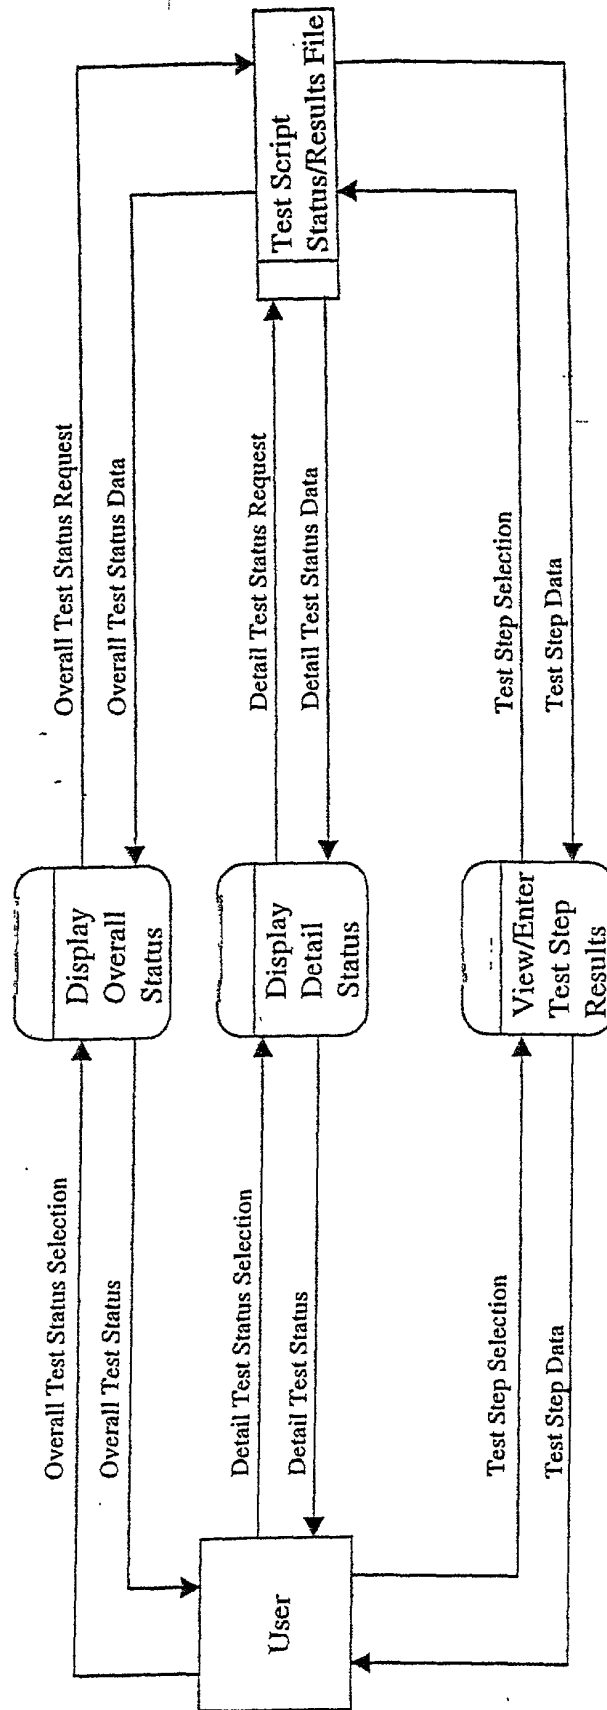 Overall Test Status Selection
Overall Test Status
Display
Overall
Status
Overall Test Status Request
Overall Test Status Data
User
Detail Test Status Selection
Detail Test Status
Display
Detail
Status
Detail Test Status Request
Detail Test Status Data
Test Script
Status/Results File
Test Step Selection
Test Step Data
View/Enter
Test Step
Results
Test Step Selection
Test Step Data